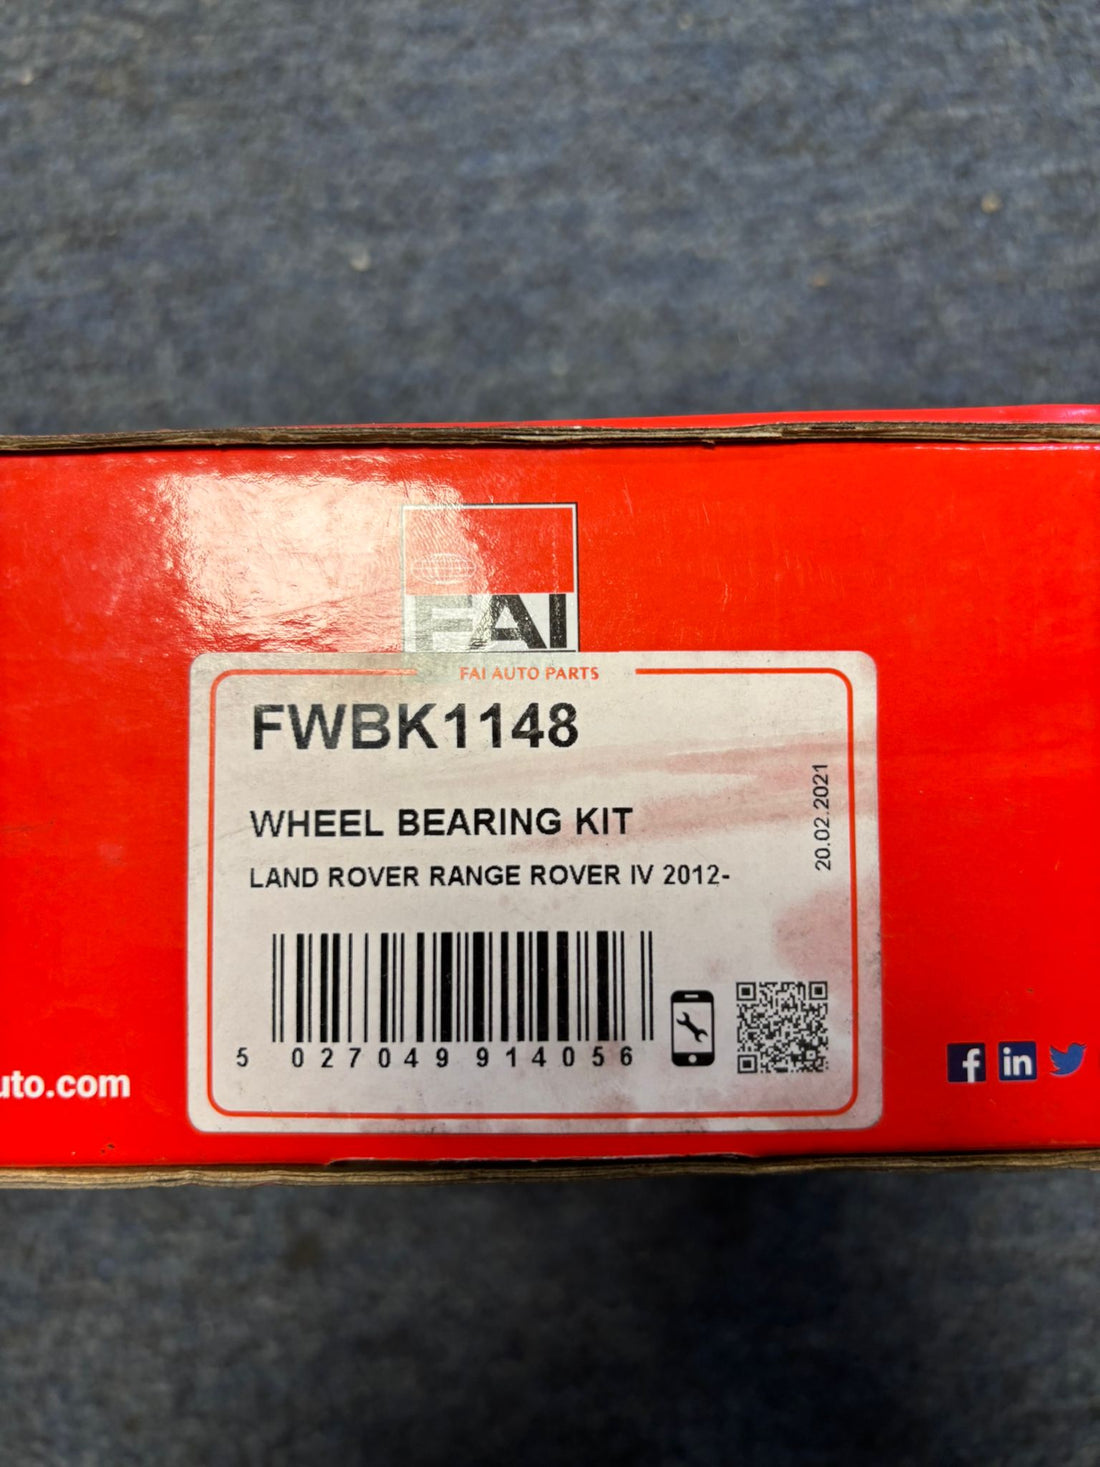 FAI
FAI AUTO PARTS
FWBK1148
20.02.2021
WHEEL BEARING KIT
LAND ROVER RANGE ROVER IV 2012-
5 027049 914056
uto.com
f in